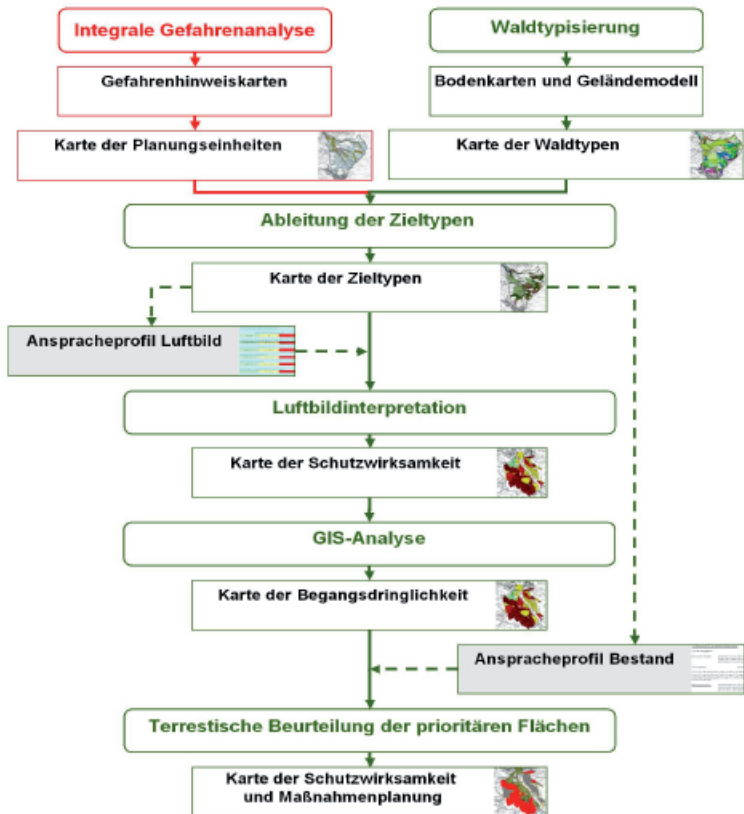 Integrale Gefahrenanalyse
Waldtypisierung
Gefahrenhinweiskarten
Bodenkarten und Geländemodell
Karte der Planungseinheiten
Karte der Waldtypen
Ableitung der Zieltypen
Karte der Zieltypen
Anspracheprofil Luftbild
Luftbildinterpretation
Karte der Schutzwirksamkeit
GIS-Analyse
Karte der Begangsdringlichkeit
Anspracheprofil Bestand
Terrestische Beurteilung der prioritären Flächen
Karte der Schutzwirksamkeit
und Maßnahmenplanung